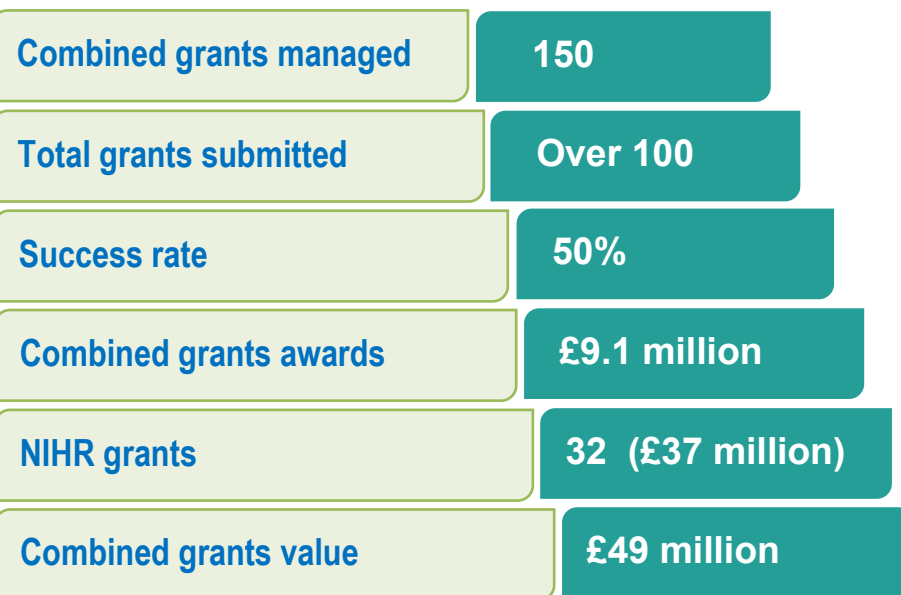 Combined grants managed 150
Total grants submitted Over 100
Success rate 50%
Combined grants awards £9.1 million
NIHR grants 32 (£37 million)
Combined grants value £49 million